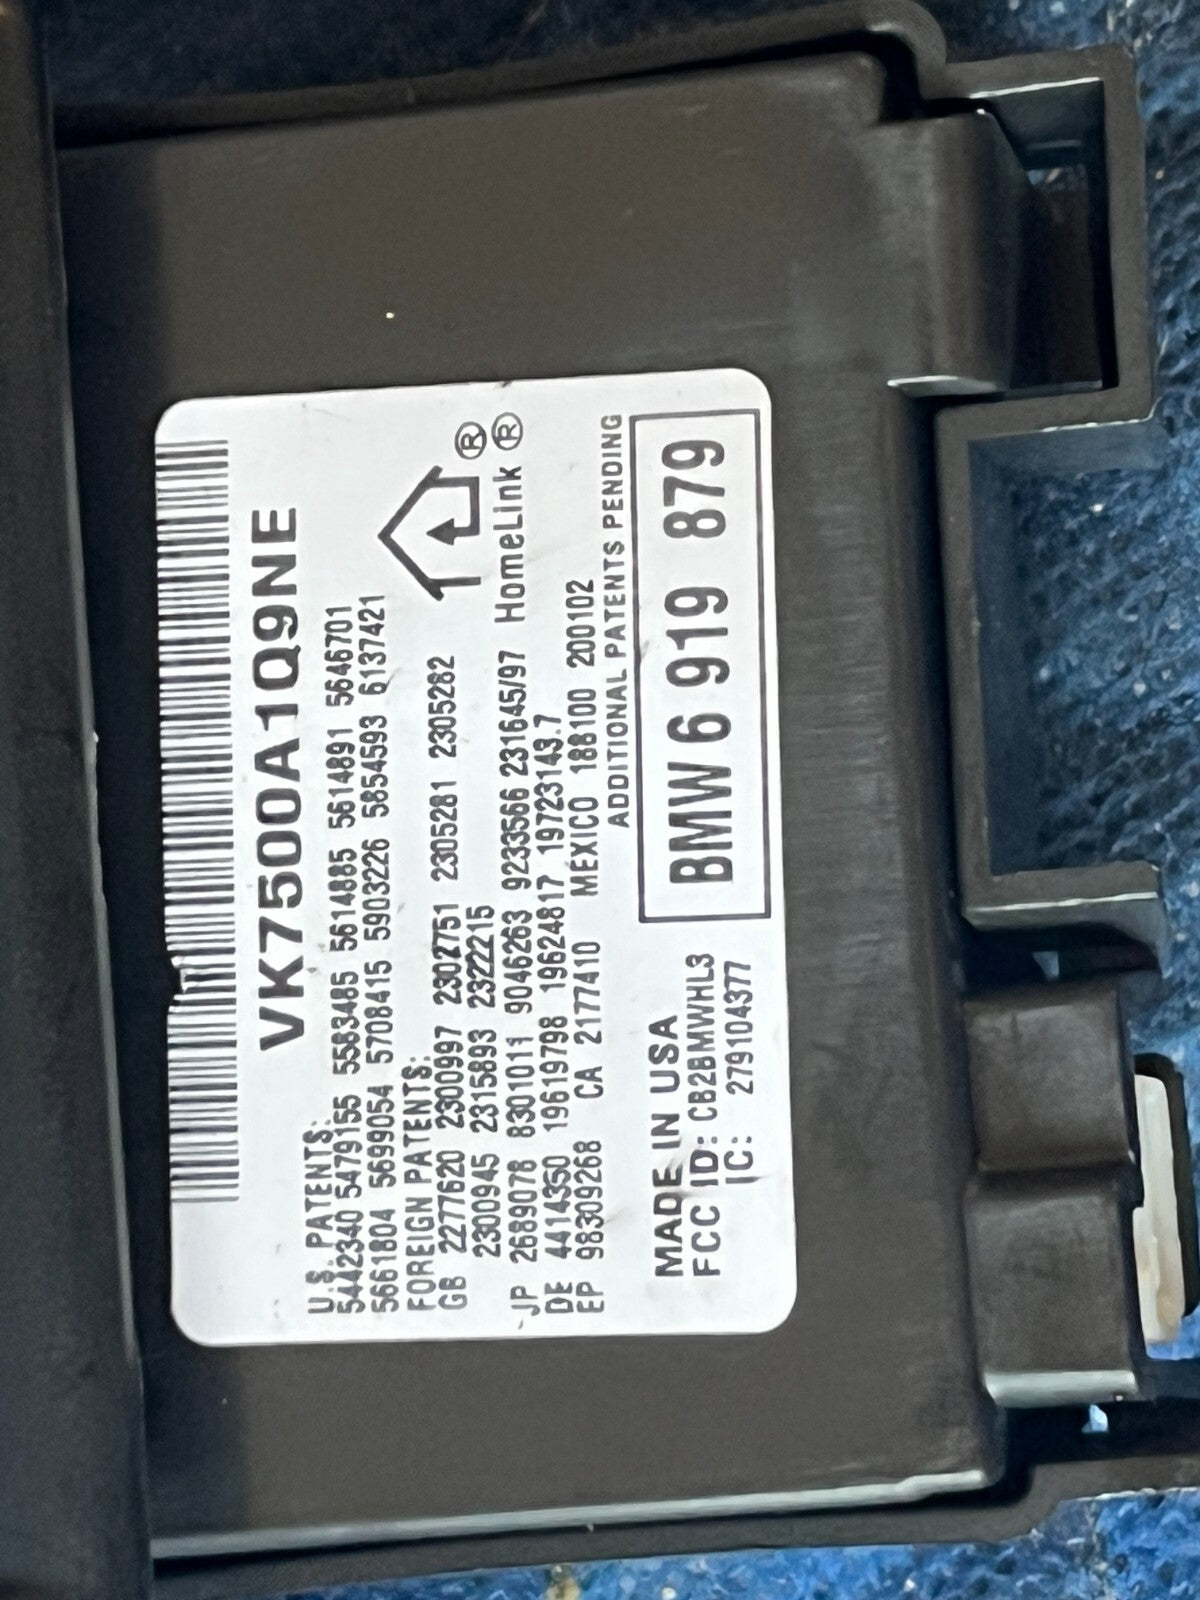 VK7500A1Q9NE
U.S. PATENTS:
5442340 5479155 5583485 5614885 5614891 5646701
5661804 5699054 5708415 5903226 5854593 6137421
FOREIGN PATENTS:
GB 2277620 2300997 2302751 2305281 2305282
2300945 2315893 2322215
JP 2689078 8301011 9046263 9233566 231645/97
DE 4414350 19619798 19624817 19723143.7
EP 98309268 CA 2177410 MEXICO 188100 200102
® HomeLink ®
ADDITIONAL PATENTS PENDING
MADE IN USA
FCC ID: CB2BMWHL3
IC: 279104377
BMW 6 919 879